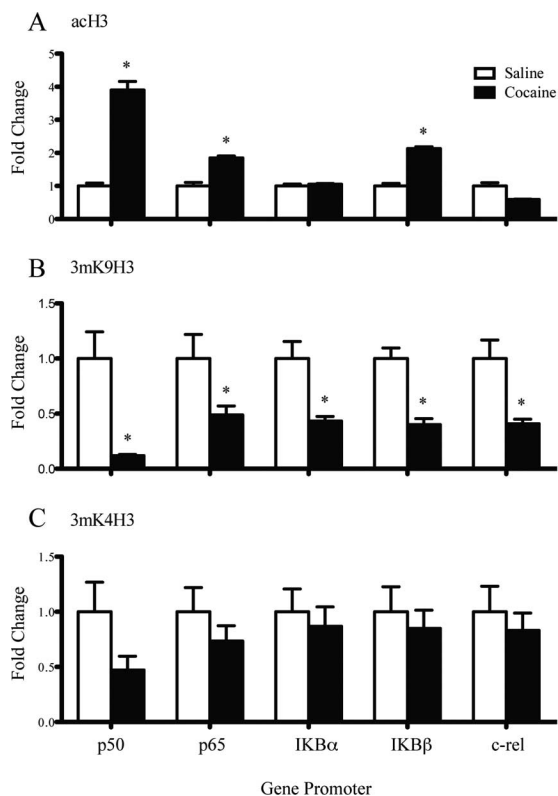 A acH3
Saline
Cocaine
Fold Change
5
4
3
2
1
0
*
*
*
B 3mK9H3
Fold Change
1.5
1.0
0.5
0.0
*
*
*
*
*
C 3mK4H3
Fold Change
1.5
1.0
0.5
0.0
p50 p65 IKBα IKBβ c-rel
Gene Promoter